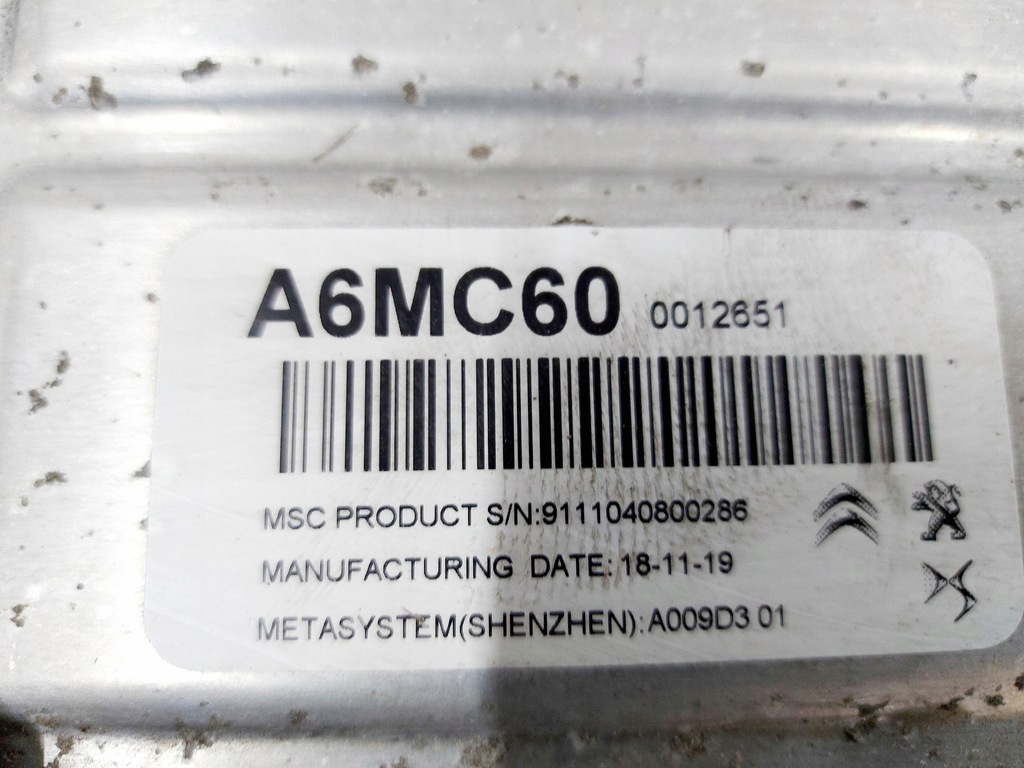 A6MC60 0012651
MSC PRODUCT S/N:9111040800286
MANUFACTURING DATE: 18-11-19
METASYSTEM(SHENZHEN): A009D3 01